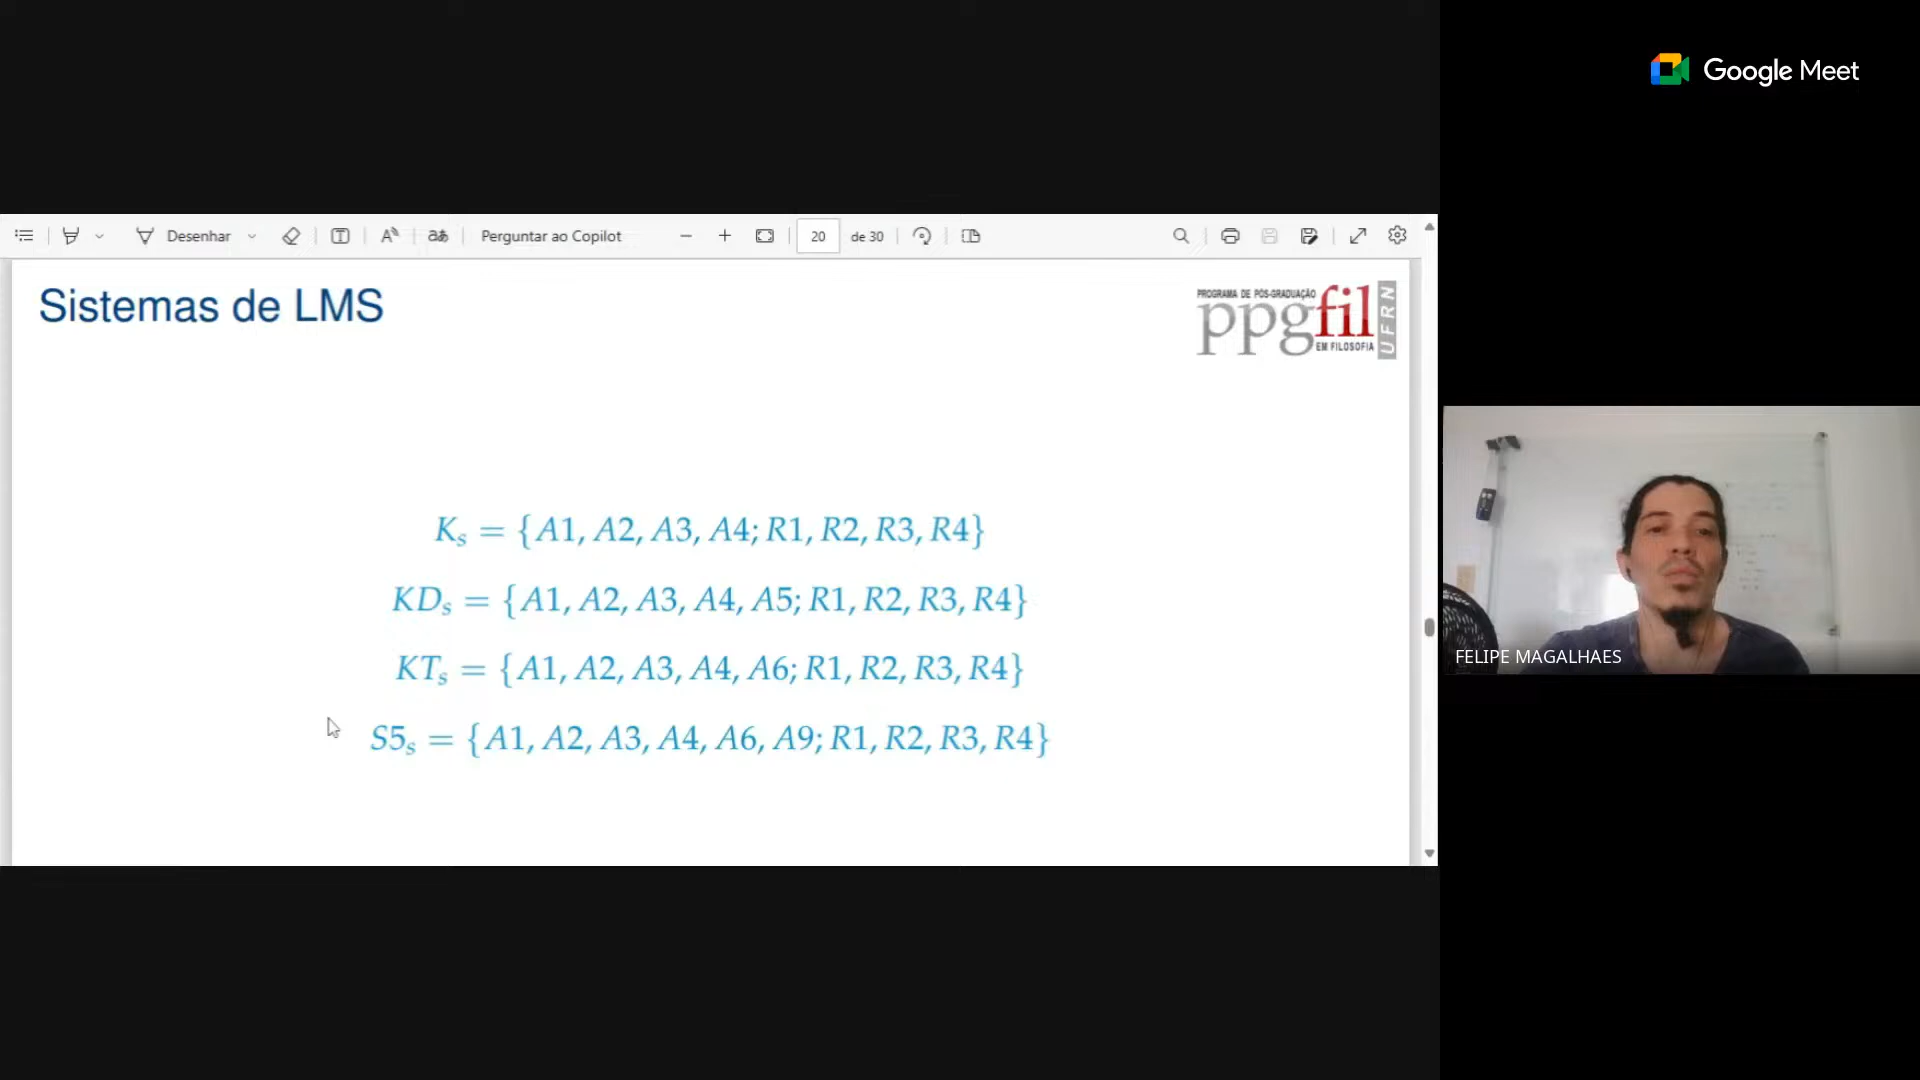 Google Meet
Desenhar
Perguntar ao Copilot
20 de 30
Sistemas de LMS
PROGRAMA DE PÓS-GRADUAÇÃO
ppgfil
EM FILOSOFIA
UFRN
Kₛ = {A1, A2, A3, A4; R1, R2, R3, R4}
KDₛ = {A1, A2, A3, A4, A5; R1, R2, R3, R4}
KTₛ = {A1, A2, A3, A4, A6; R1, R2, R3, R4}
S5ₛ = {A1, A2, A3, A4, A6, A9; R1, R2, R3, R4}
FELIPE MAGALHAES